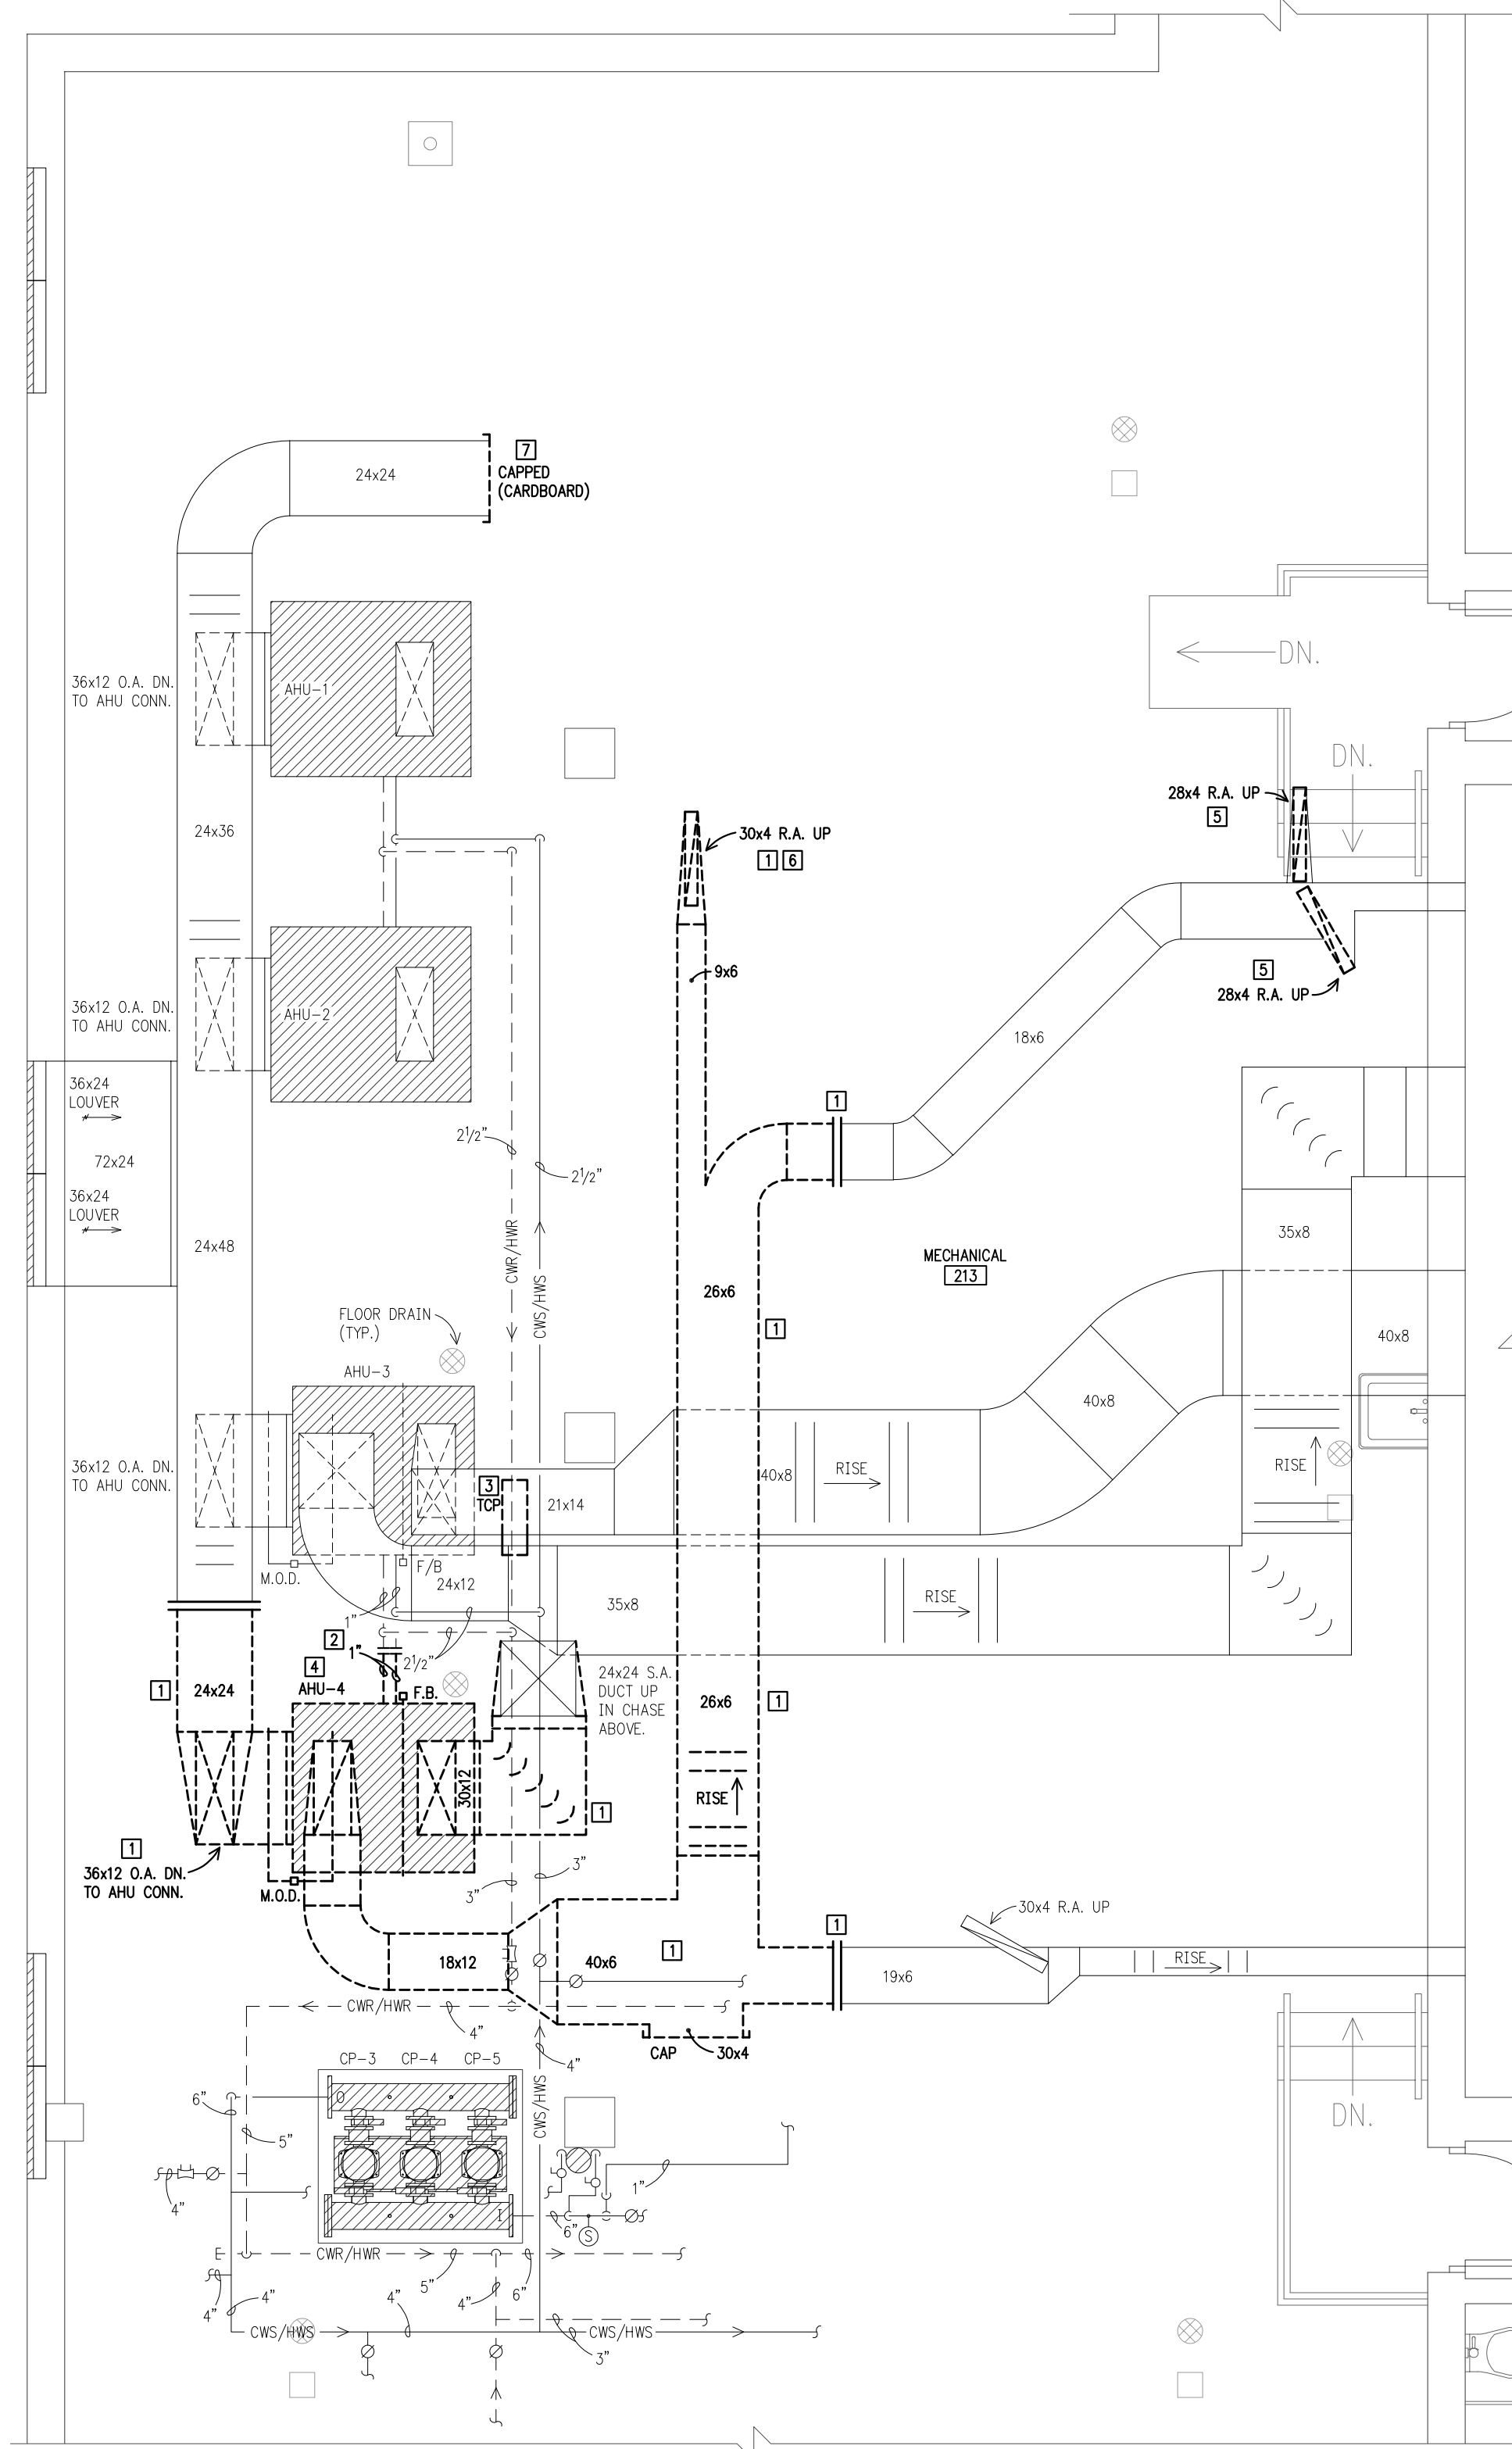 24x24
7
CAPPED
(CARDBOARD)
36x12 O.A. DN.
TO AHU CONN.
AHU-1
DN.
DN.
28x4 R.A. UP
5
24x36
30x4 R.A. UP
1 6
9x6
5
28x4 R.A. UP
36x12 O.A. DN.
TO AHU CONN.
AHU-2
18x6
36x24
LOUVER
72x24
36x24
LOUVER
1
2½"
2½"
24x48
CWR/HWR
CWS/HWS
MECHANICAL
213
26x6
1
35x8
40x8
FLOOR DRAIN
(TYP.)
AHU-3
40x8
36x12 O.A. DN.
TO AHU CONN.
3
TCP
21x14
40x8
RISE
RISE
M.O.D.
F/B
24x12
35x8
RISE
1"
2
1"
2½"
4
AHU-4
F.B.
1
24x24
24x24 S.A.
DUCT UP
IN CHASE
ABOVE.
26x6
1
30x12
RISE
1
1
36x12 O.A. DN.
TO AHU CONN.
M.O.D.
3"
3"
30x4 R.A. UP
1
1
18x12
40x6
19x6
RISE
CWR/HWR
4"
4"
CAP
30x4
CP-3
CP-4
CP-5
CWS/HWS
6"
5"
O
DN.
4"
1"
I
6"
S
E
CWR/HWR
5"
6"
4"
4"
4"
4"
CWS/HWS
CWS/HWS
3"